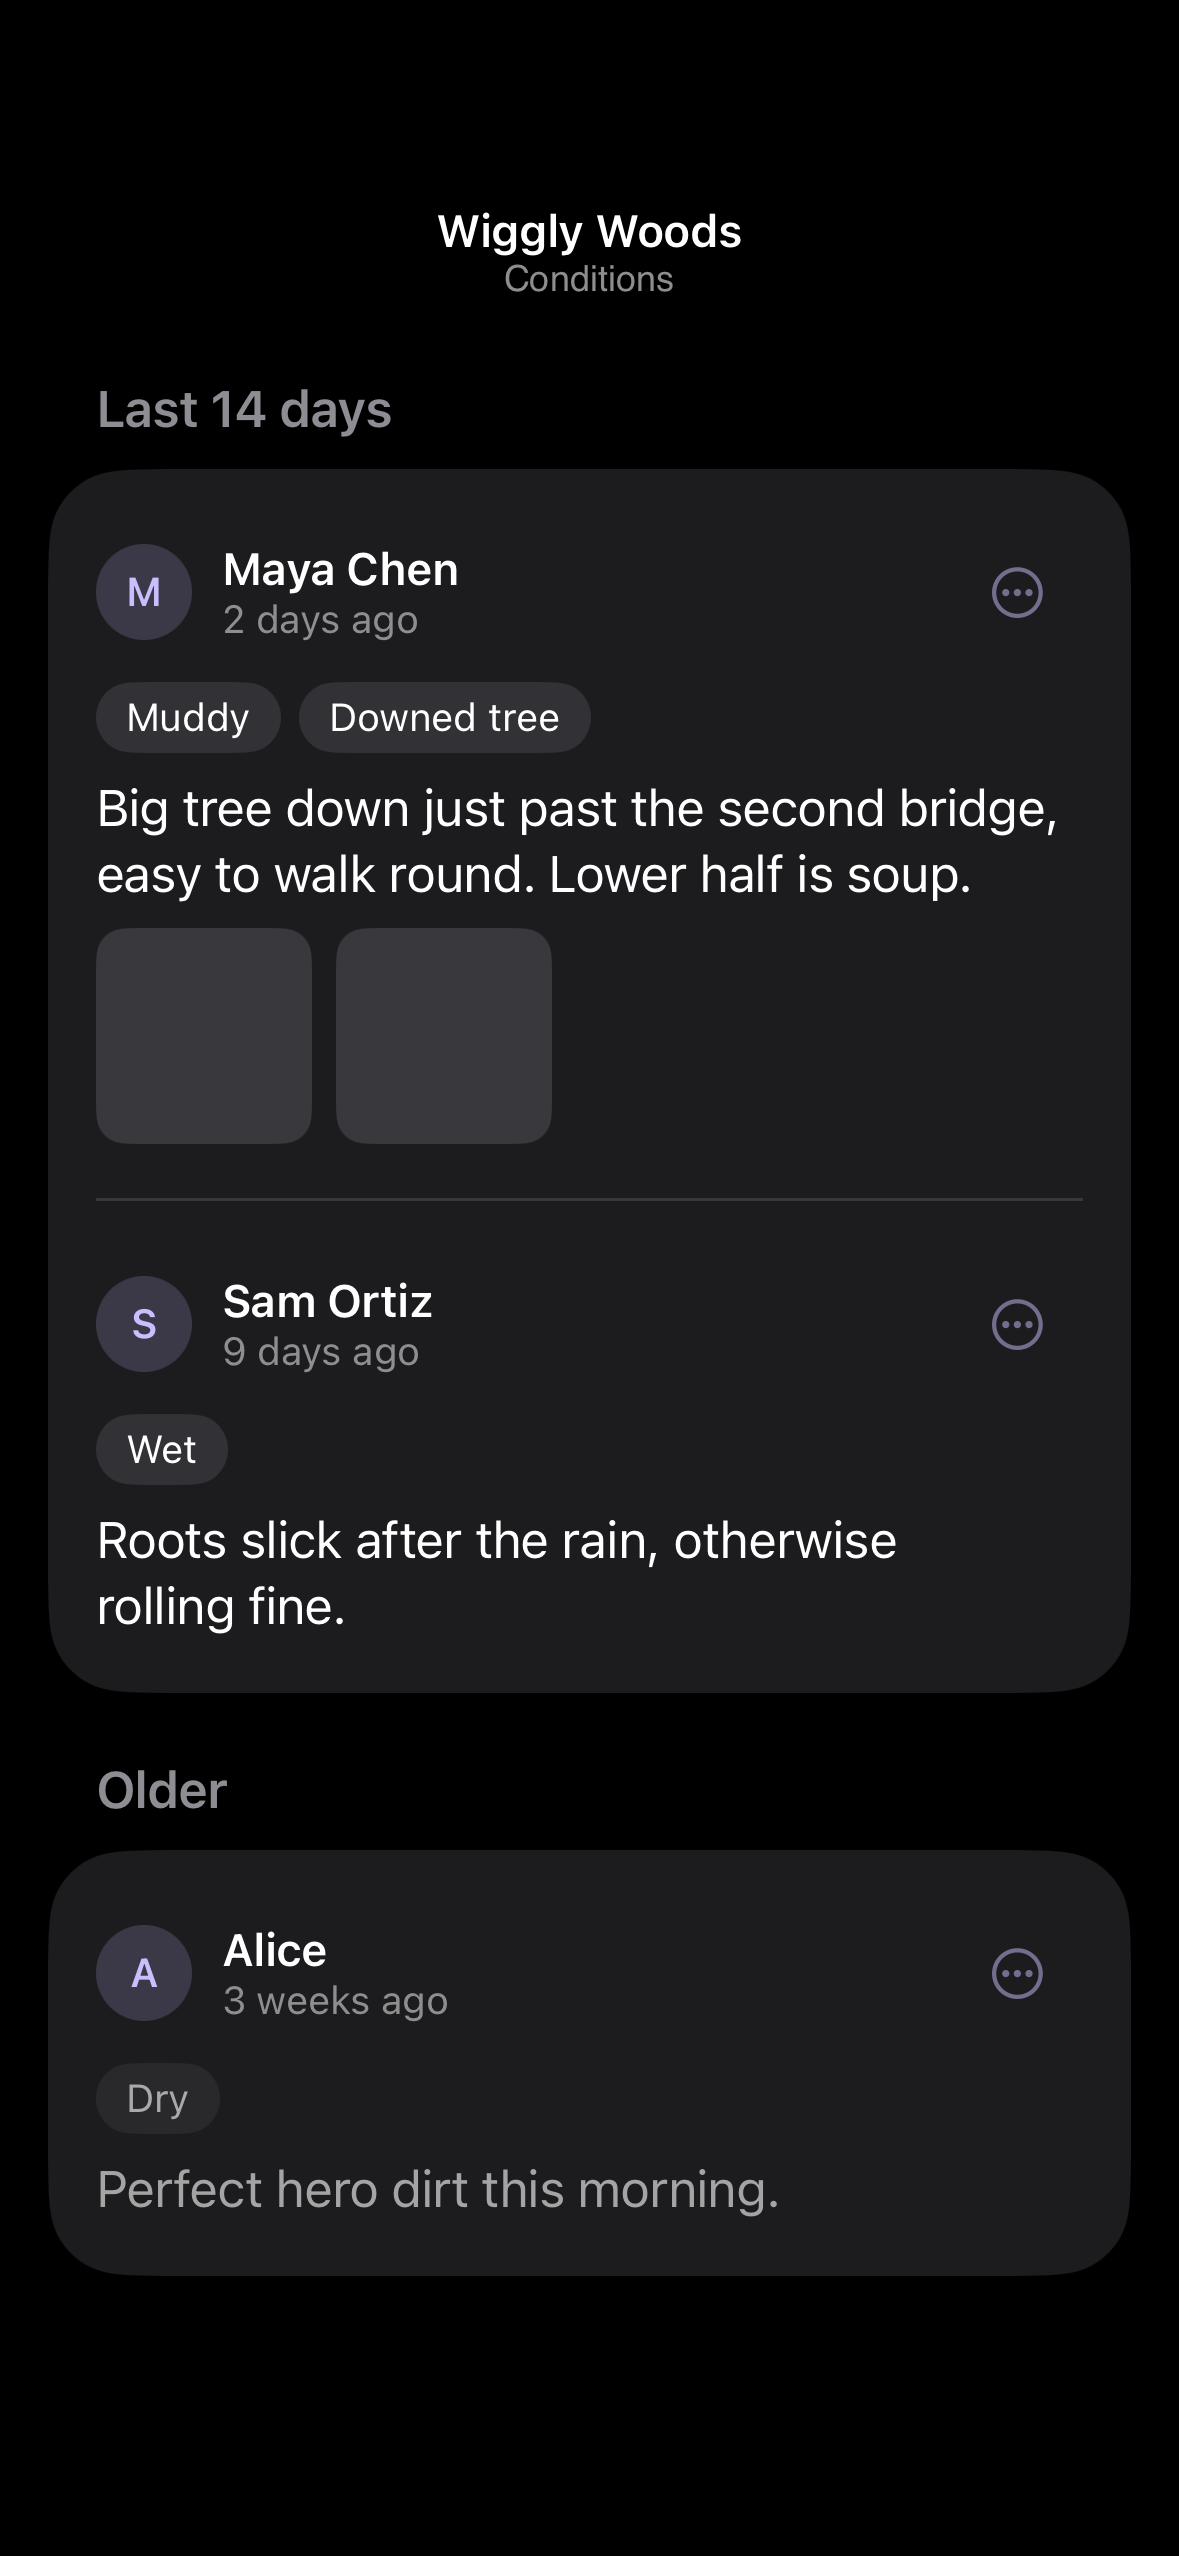 Wiggly Woods
Conditions
Last 14 days
M
Maya Chen
2 days ago
Muddy
Downed tree
Big tree down just past the second bridge,
easy to walk round. Lower half is soup.
S
Sam Ortiz
9 days ago
Wet
Roots slick after the rain, otherwise
rolling fine.
Older
A
Alice
3 weeks ago
Dry
Perfect hero dirt this morning.